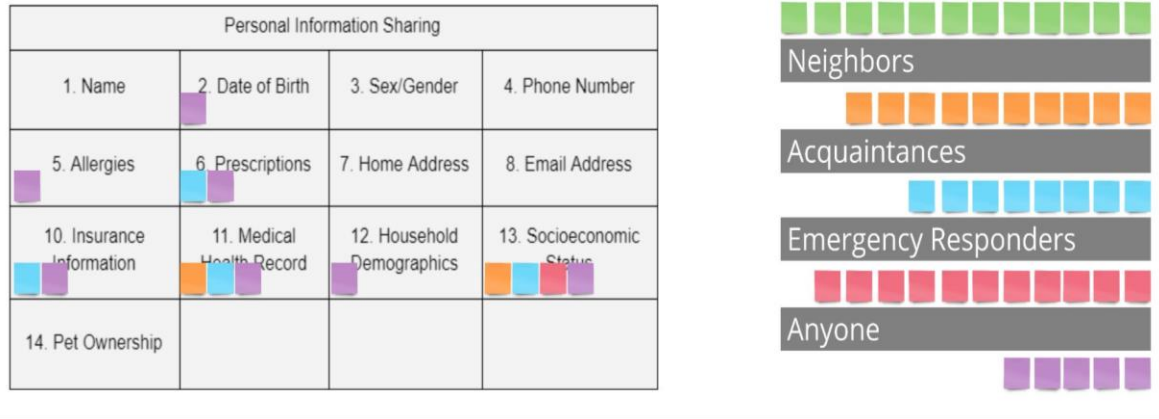 Personal Information Sharing
1. Name
2. Date of Birth
3. Sex/Gender
4. Phone Number
5. Allergies
6. Prescriptions
7. Home Address
8. Email Address
10. Insurance
Information
11. Medical
Health Record
12. Household
Demographics
13. Socioeconomic
Status
14. Pet Ownership
Neighbors
Acquaintances
Emergency Responders
Anyone